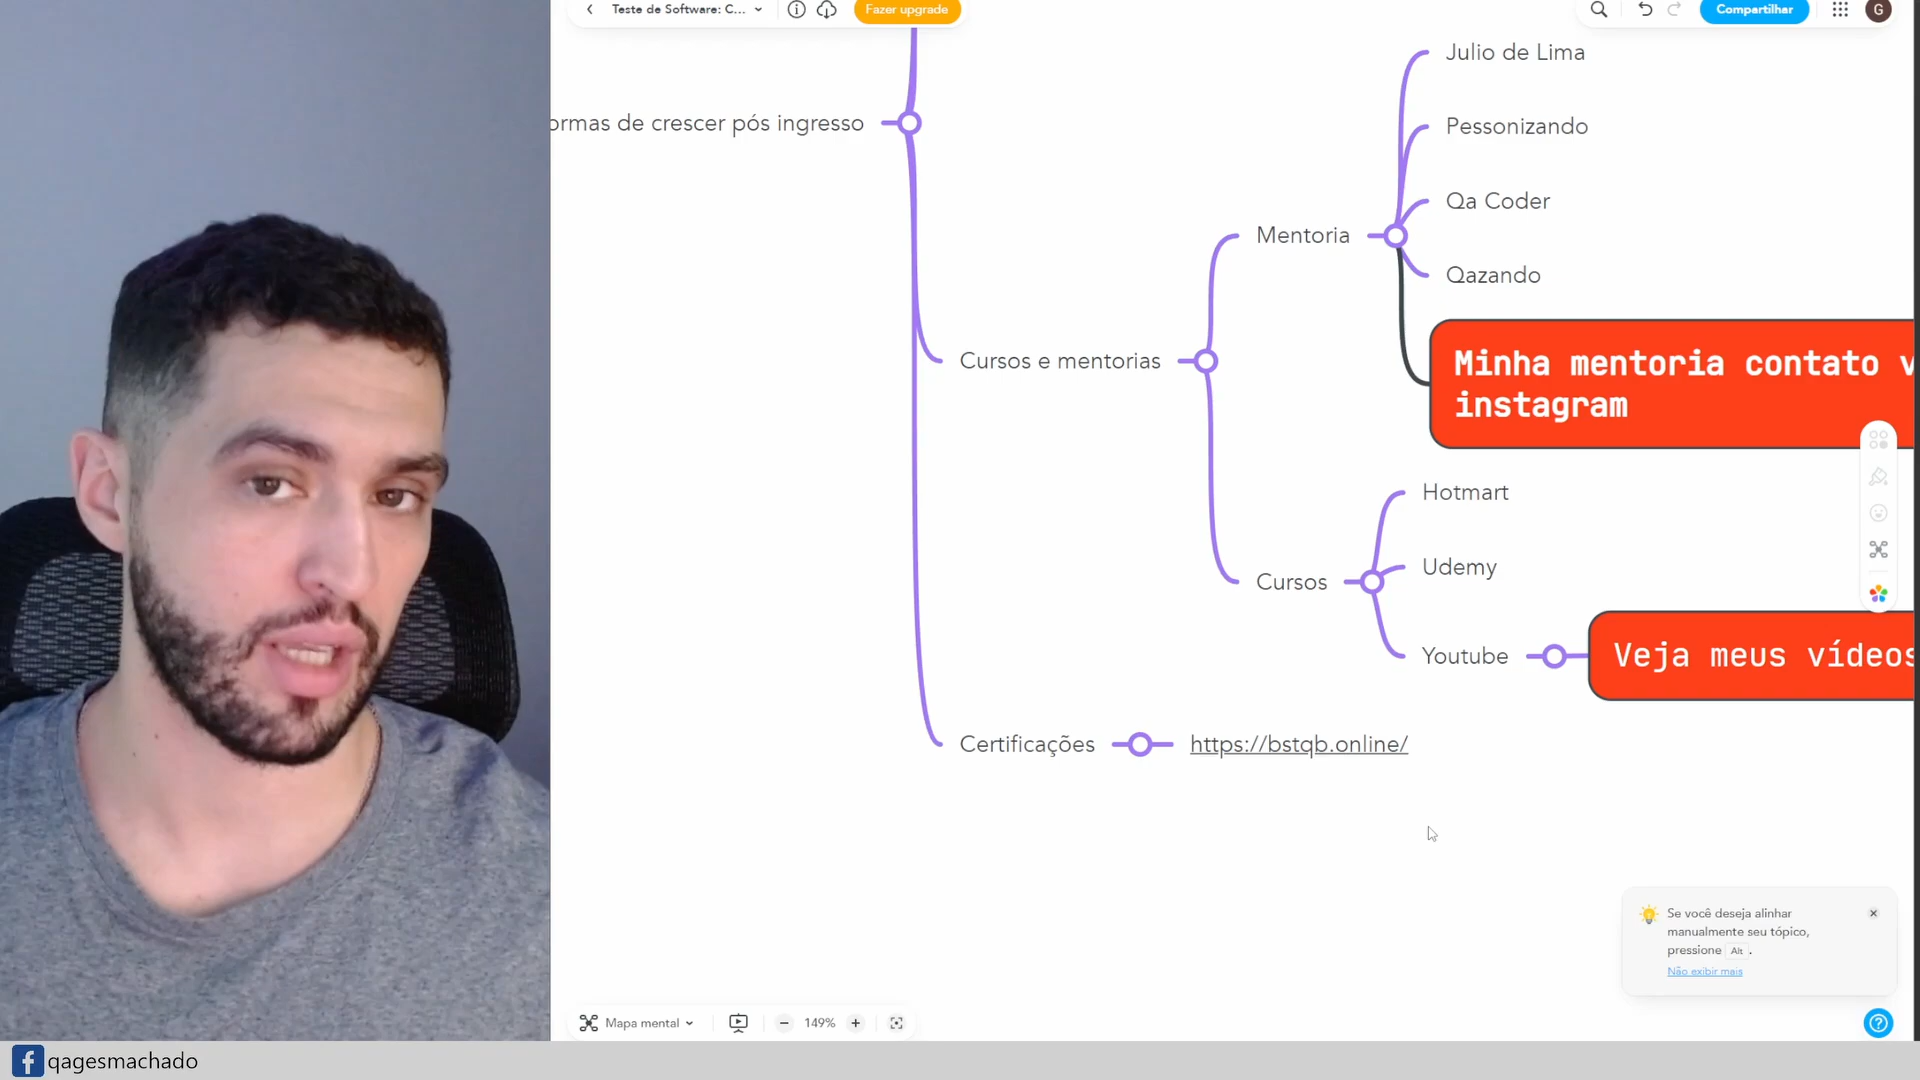 Teste de Software: C...
Fazer upgrade
Compartilhar
G
Julio de Lima
ormas de crescer pós ingresso
Pessonizando
Qa Coder
Mentoria
Qazando
Cursos e mentorias
Minha mentoria contato v
instagram
Hotmart
Udemy
Cursos
Youtube
Veja meus vídeos
Certificações
https://bstqb.online/
Se você deseja alinhar
manualmente seu tópico,
pressione Alt .
Não exibir mais
Mapa mental
149%
qagesmachado